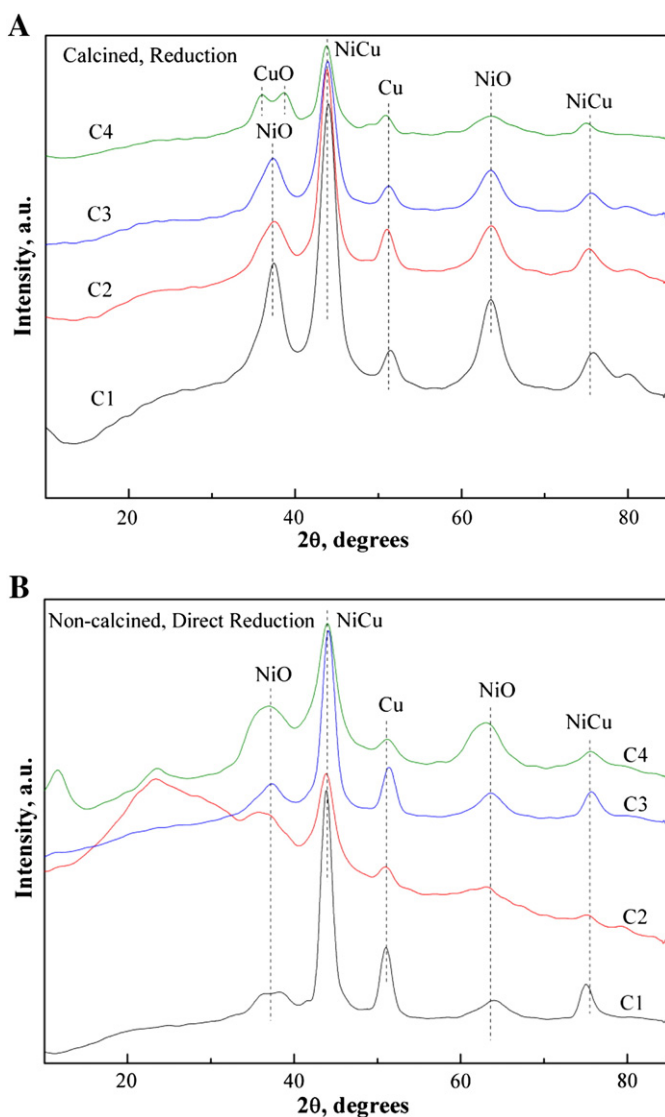 A
Calcined, Reduction
NiCu
CuO
Cu
NiO
NiCu
C4
NiO
C3
C2
C1
Intensity, a.u.
20 40 60 80
2θ, degrees
B
Non-calcined, Direct Reduction
NiCu
NiO
Cu
NiO
NiCu
C4
C3
C2
C1
Intensity, a.u.
20 40 60 80
2θ, degrees